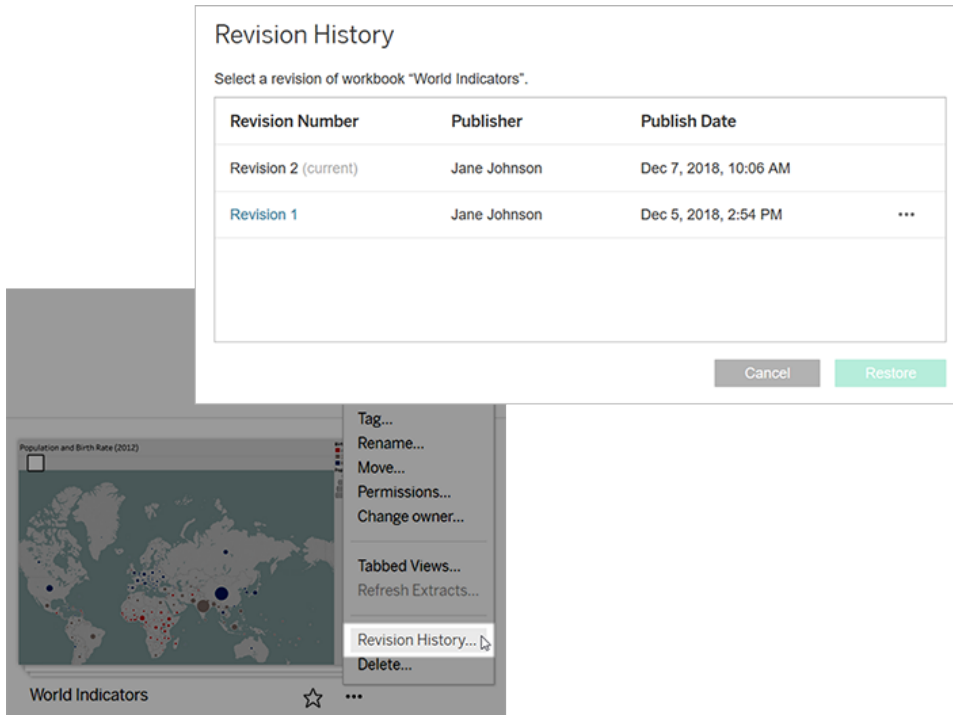 Revision History
Select a revision of workbook “World Indicators”.
Revision Number Publisher Publish Date
Revision 2 (current) Jane Johnson Dec 7, 2018, 10:06 AM
Revision 1 Jane Johnson Dec 5, 2018, 2:54 PM
Cancel Restore
Tag...
Rename...
Move...
Permissions...
Change owner...
Tabbed Views...
Refresh Extracts...
Revision History...
Delete...
Population and Birth Rate (2012)
World Indicators